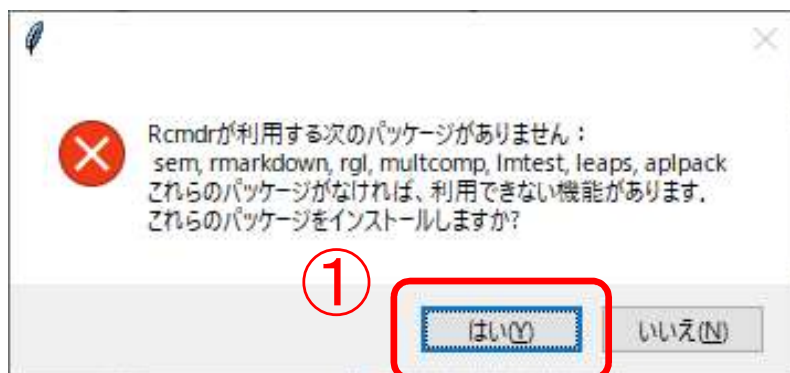 Rcmdrが利用する次のパッケージがありません：
sem, rmarkdown, rgl, multcomp, lmtest, leaps, aplpack
これらのパッケージがなければ、利用できない機能があります.
これらのパッケージをインストールしますか?
①
はい(Y) いいえ(N)